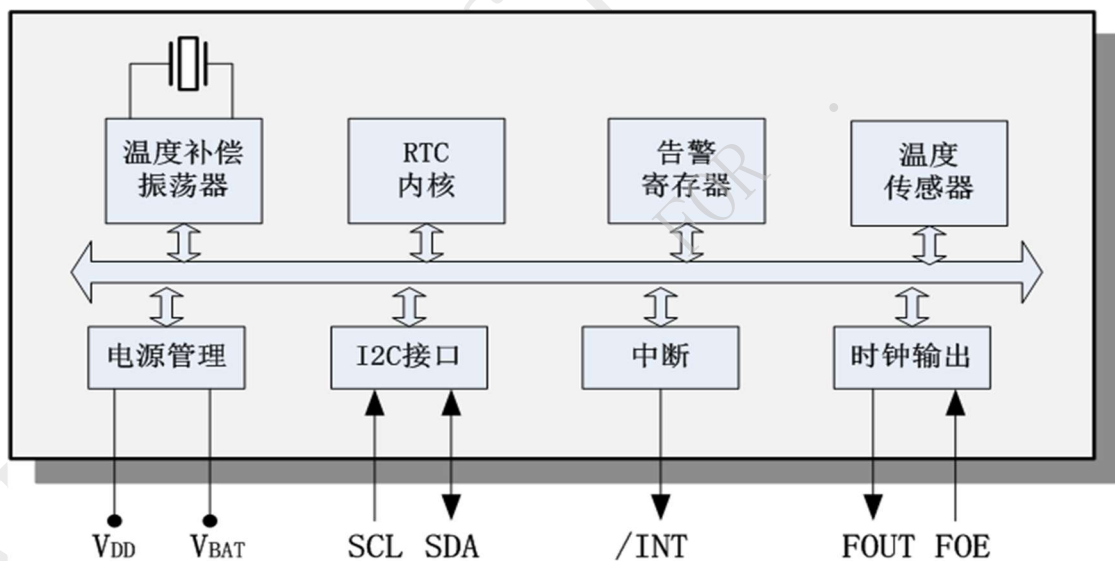 温度补偿
振荡器
RTC
内核
告警
寄存器
温度
传感器
FOR
电源管理
I2C接口
中断
时钟输出
VDD
VBAT
SCL
SDA
/INT
FOUT
FOE